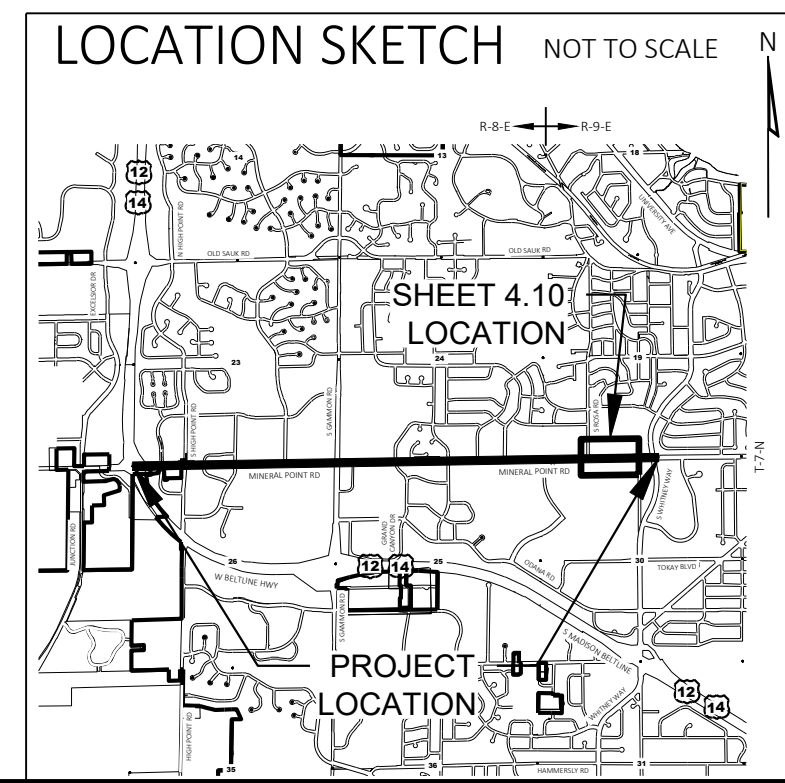 LOCATION SKETCH NOT TO SCALE N
R-8-E R-9-E
12
14
14
13
18
N HIGH POINT RD
UNIVERSITY AVE
OLD SAUK RD
OLD SAUK RD
EXCELSIOR DR
SHEET 4.10
LOCATION
23
24
19
S GAMMON RD
S ROSA RD
S HIGH POINT RD
MINERAL POINT RD
MINERAL POINT RD
T-7-N
S WHITNEY WAY
JUNCTION RD
GRAND
CANYON DR
26
W BELTLINE HWY
12
14
25
ODANA RD
30
TOKAY BLVD
S GAMMON RD
S MADISON BELTLINE
PROJECT
LOCATION
12
14
WHITNEY WAY
HIGH POINT RD
35
36
HAMMERSLY RD
31